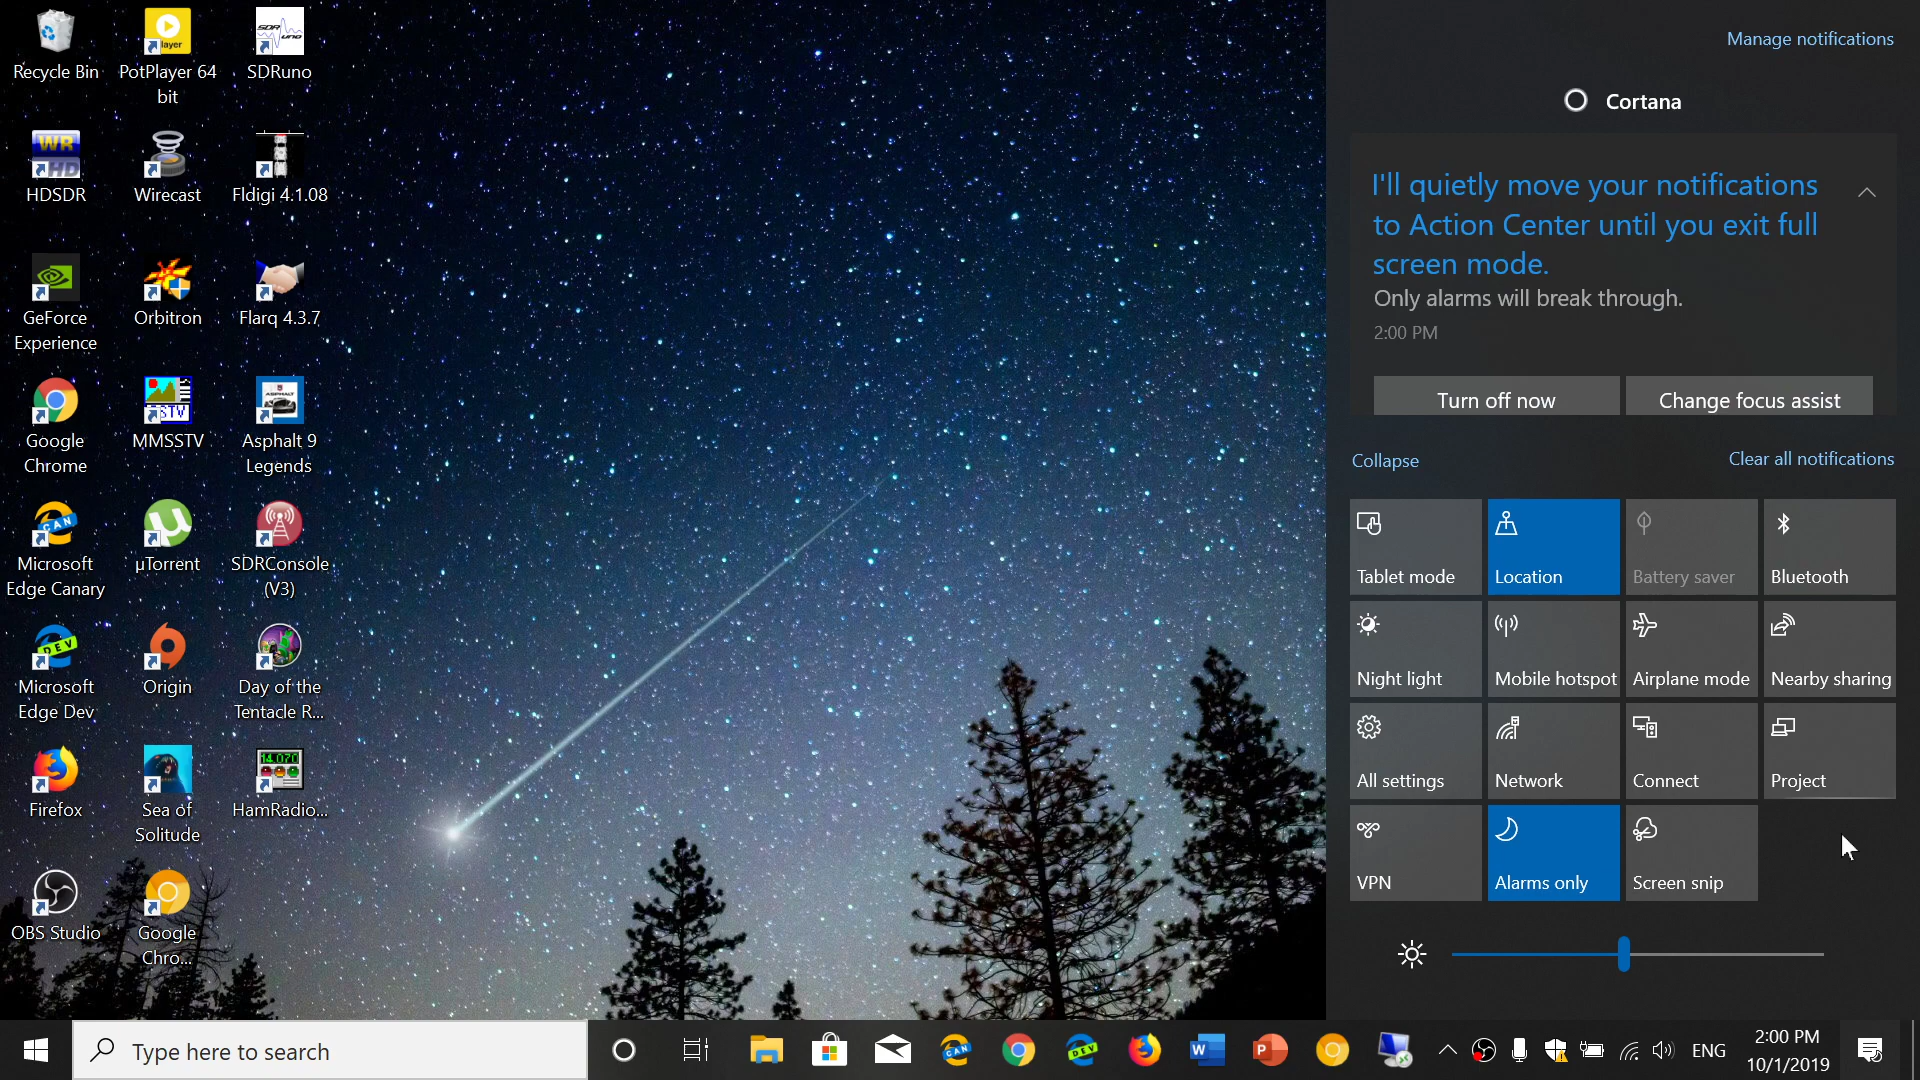 Recycle Bin
PotPlayer 64
bit
SDRuno
HDSDR
Wirecast
Fldigi 4.1.08
GeForce
Experience
Orbitron
Flarq 4.3.7
Google
Chrome
MMSSTV
Asphalt 9
Legends
Microsoft
Edge Canary
µTorrent
SDRConsole
(V3)
Microsoft
Edge Dev
Origin
Day of the
Tentacle R...
Firefox
Sea of
Solitude
HamRadio...
OBS Studio
Google
Chro...
Manage notifications
Cortana
I'll quietly move your notifications
to Action Center until you exit full
screen mode.
Only alarms will break through.
2:00 PM
Turn off now
Change focus assist
Collapse
Clear all notifications
Tablet mode
Location
Battery saver
Bluetooth
Night light
Mobile hotspot
Airplane mode
Nearby sharing
All settings
Network
Connect
Project
VPN
Alarms only
Screen snip
Type here to search
ENG
2:00 PM
10/1/2019